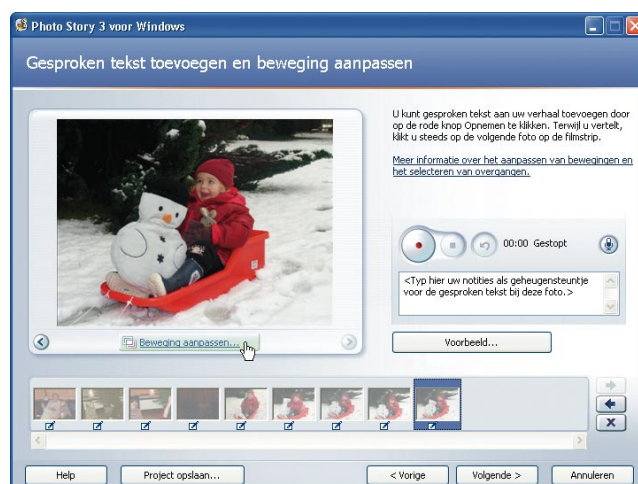 Photo Story 3 voor Windows
Gesproken tekst toevoegen en beweging aanpassen
U kunt gesproken tekst aan uw verhaal toevoegen door
op de rode knop Opnemen te klikken. Terwijl u vertelt,
klikt u steeds op de volgende foto op de filmstrip.
Meer informatie over het aanpassen van bewegingen en
het selecteren van overgangen.
00:00 Gestopt
<Typ hier uw notities als geheugensteuntje
voor de gesproken tekst bij deze foto.>
Beweging aanpassen...
Voorbeeld...
Help
Project opslaan...
< Vorige
Volgende >
Annuleren